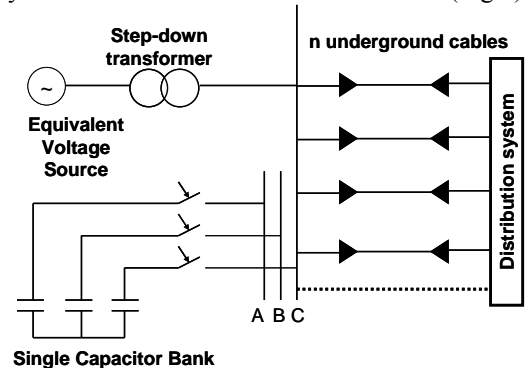 Step-down
transformer
n underground cables
~
Equivalent
Voltage
Source
Distribution system
A B C
Single Capacitor Bank